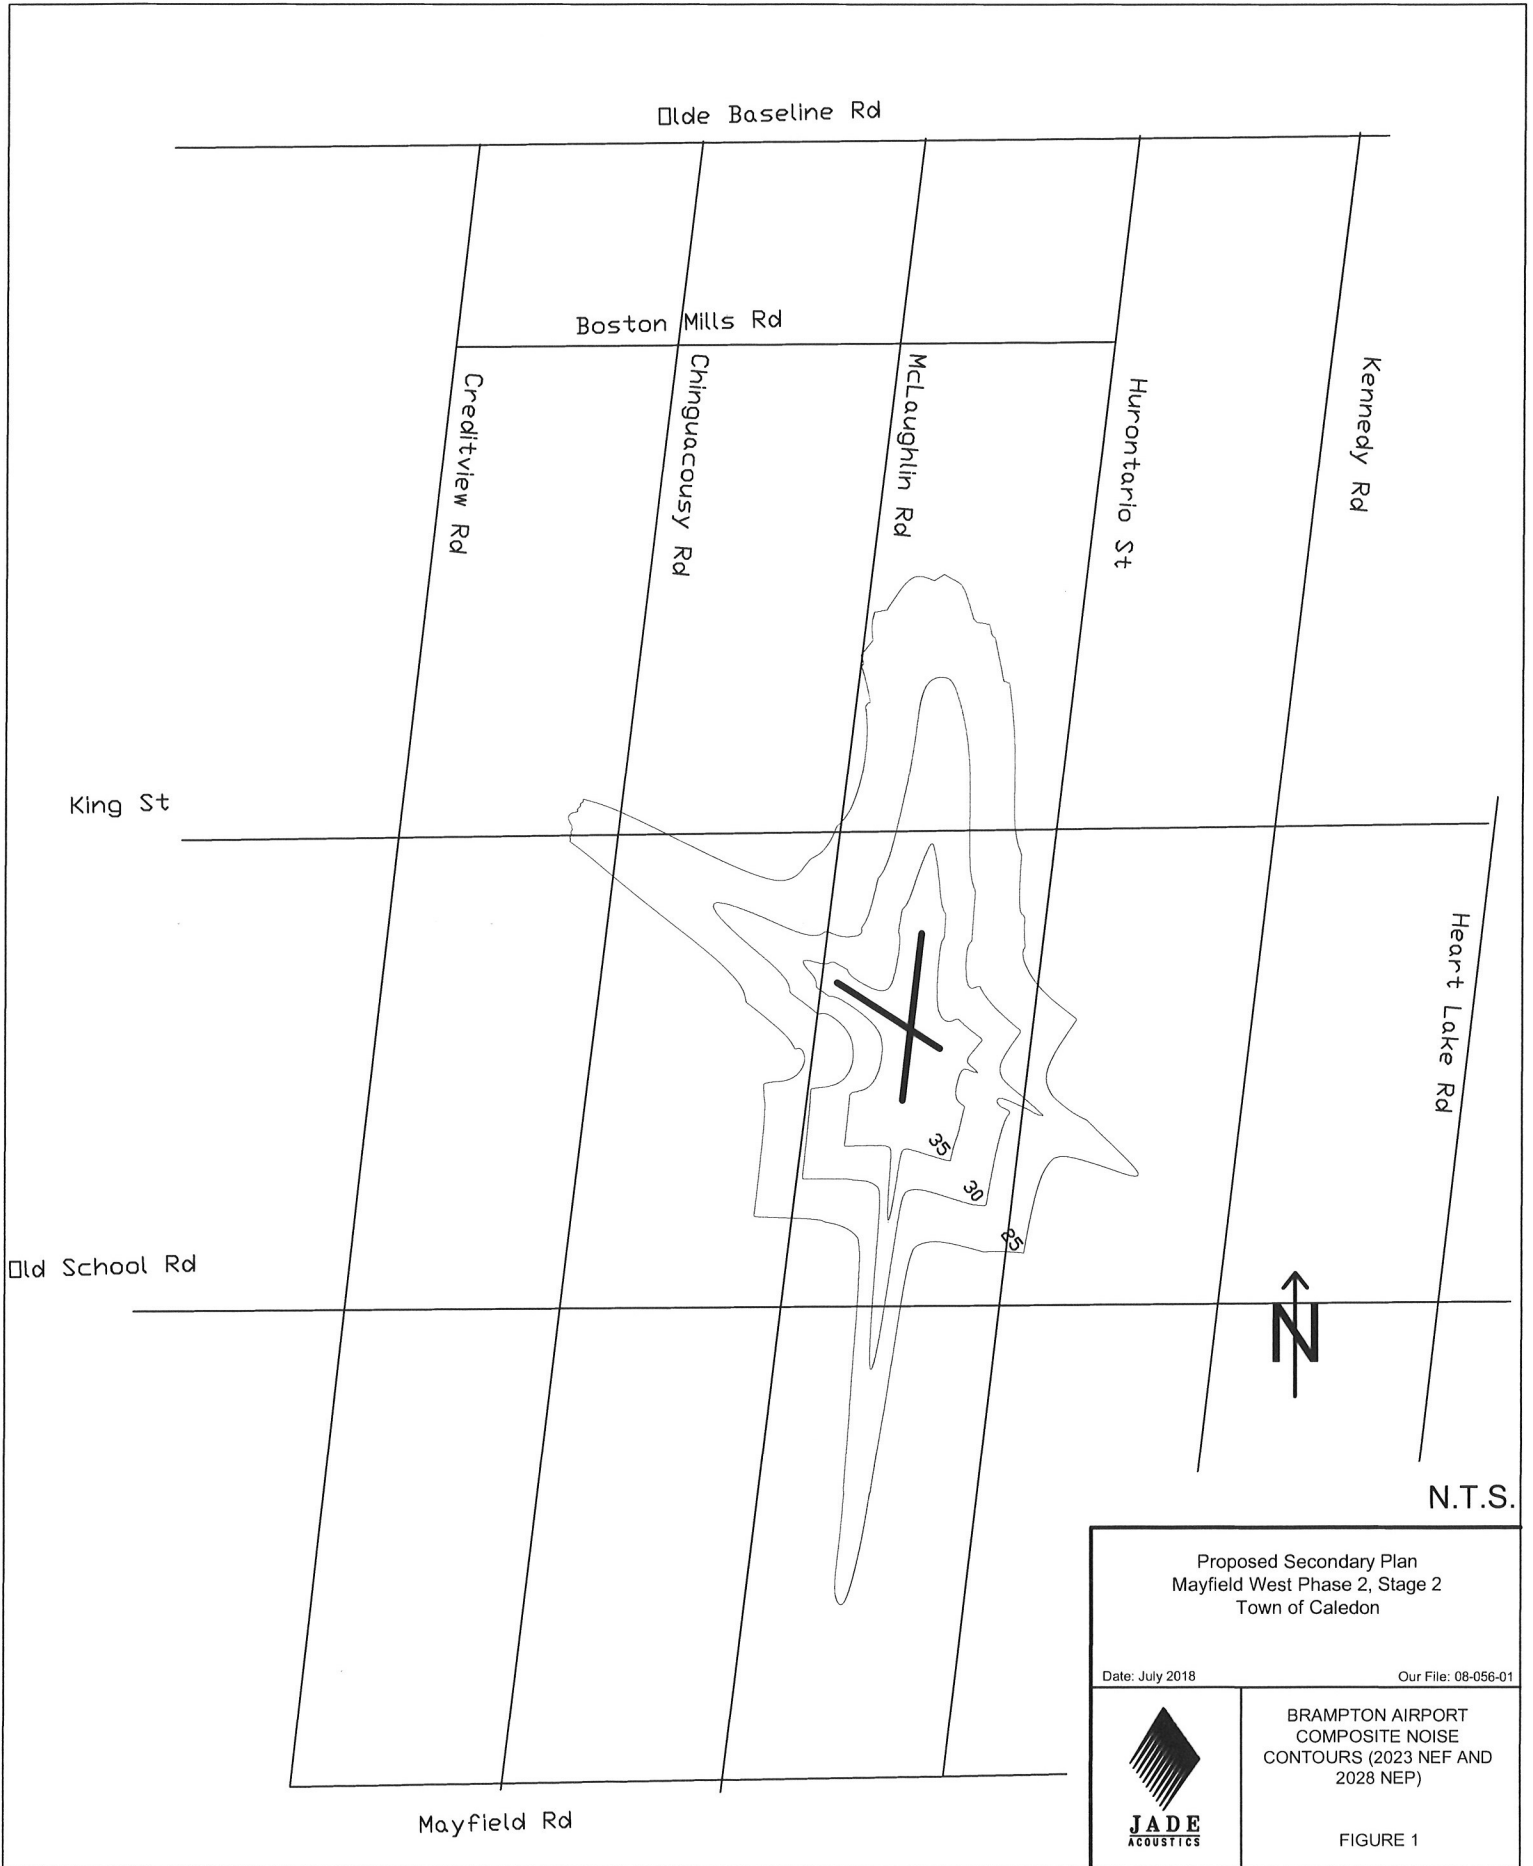 Olde Baseline Rd
Boston Mills Rd
Creditview Rd
Chinguacousy Rd
McLaughlin Rd
Hurontario St
Kennedy Rd
King St
Heart Lake Rd
35
30
25
Old School Rd
N
N.T.S.
Proposed Secondary Plan
Mayfield West Phase 2, Stage 2
Town of Caledon
Date: July 2018
Our File: 08-056-01
BRAMPTON AIRPORT
COMPOSITE NOISE
CONTOURS (2023 NEF AND
2028 NEP)
JADE
ACOUSTICS
FIGURE 1
Mayfield Rd